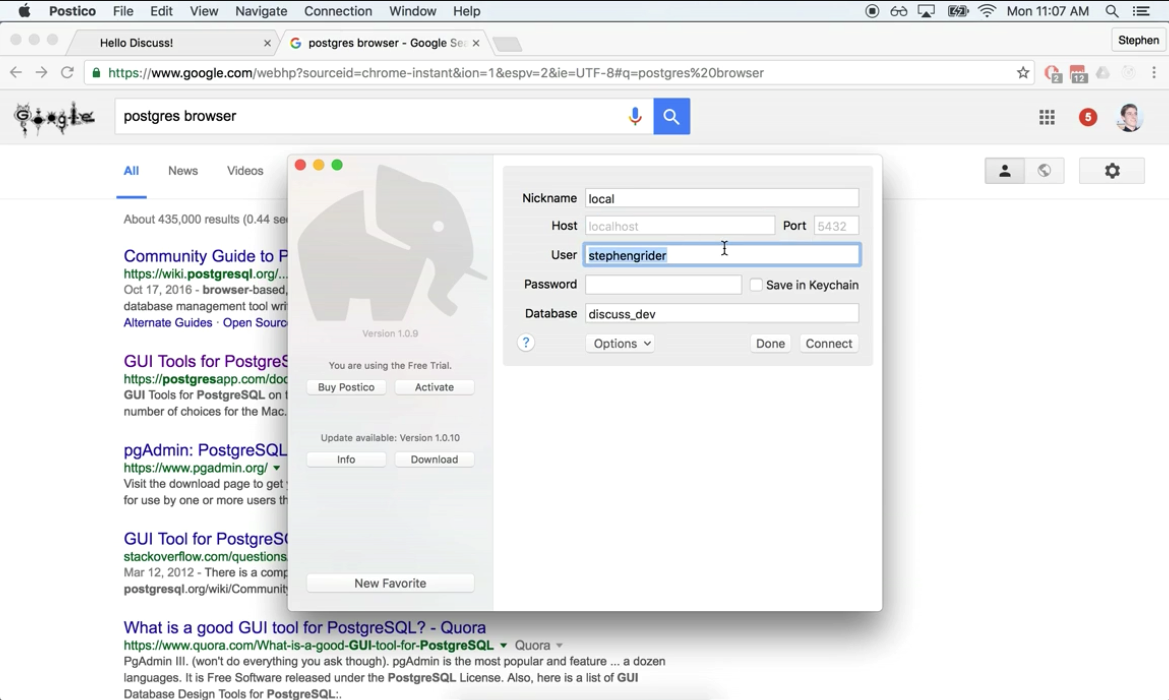 Postico File Edit View Navigate Connection Window Help Mon 11:07 AM
Hello Discuss! postgres browser - Google Se Stephen
https://www.google.com/webhp?sourceid=chrome-instant&ion=1&espv=2&ie=UTF-8#q=postgres%20browser 2 12
Google postgres browser 5
All News Videos
About 435,000 results (0.44 se
Community Guide to P
https://wiki.postgresql.org/...
Oct 17, 2016 - browser-based,
database management tool wri
Alternate Guides · Open Sourc
GUI Tools for PostgreS
https://postgresapp.com/doc
GUI Tools for PostgreSQL on t
number of choices for the Mac.
pgAdmin: PostgreSQL
https://www.pgadmin.org/
Visit the download page to get
for use by one or more users th
GUI Tool for PostgreSQ
stackoverflow.com/questions
Mar 12, 2012 - There is a comp
postgresql.org/wiki/Community
What is a good GUI tool for PostgreSQL? - Quora
https://www.quora.com/What-is-a-good-GUI-tool-for-PostgreSQL Quora
PgAdmin III. (won't do everything you ask though). pgAdmin is the most popular and feature ... a dozen
languages. It is Free Software released under the PostgreSQL License. Also, here is a list of GUI
Database Design Tools for PostgreSQL:.
Version 1.0.9
You are using the Free Trial.
Buy Postico Activate
Update available: Version 1.0.10
Info Download
New Favorite
Nickname local
Host localhost Port 5432
User stephengrider
Password Save in Keychain
Database discuss_dev
? Options Done Connect